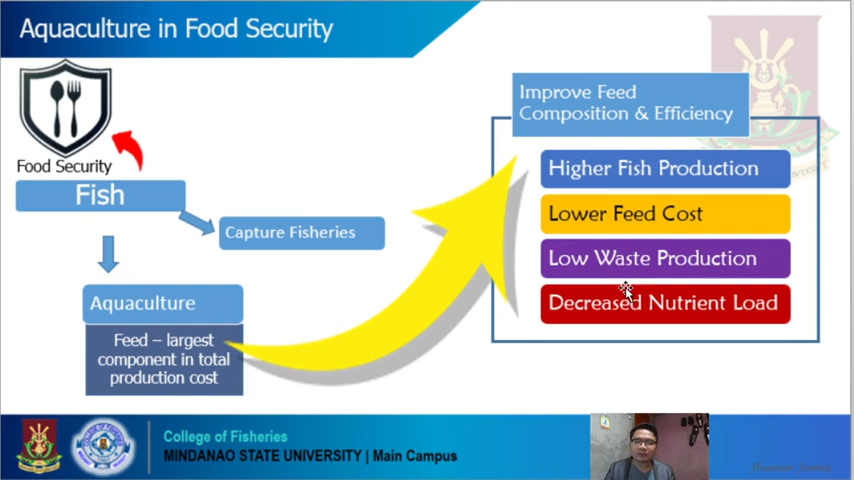 Aquaculture in Food Security
Food Security
Fish
Capture Fisheries
Aquaculture
Feed – largest
component in total
production cost
Improve Feed
Composition & Efficiency
Higher Fish Production
Lower Feed Cost
Low Waste Production
Decreased Nutrient Load
College of Fisheries
MINDANAO STATE UNIVERSITY | Main Campus